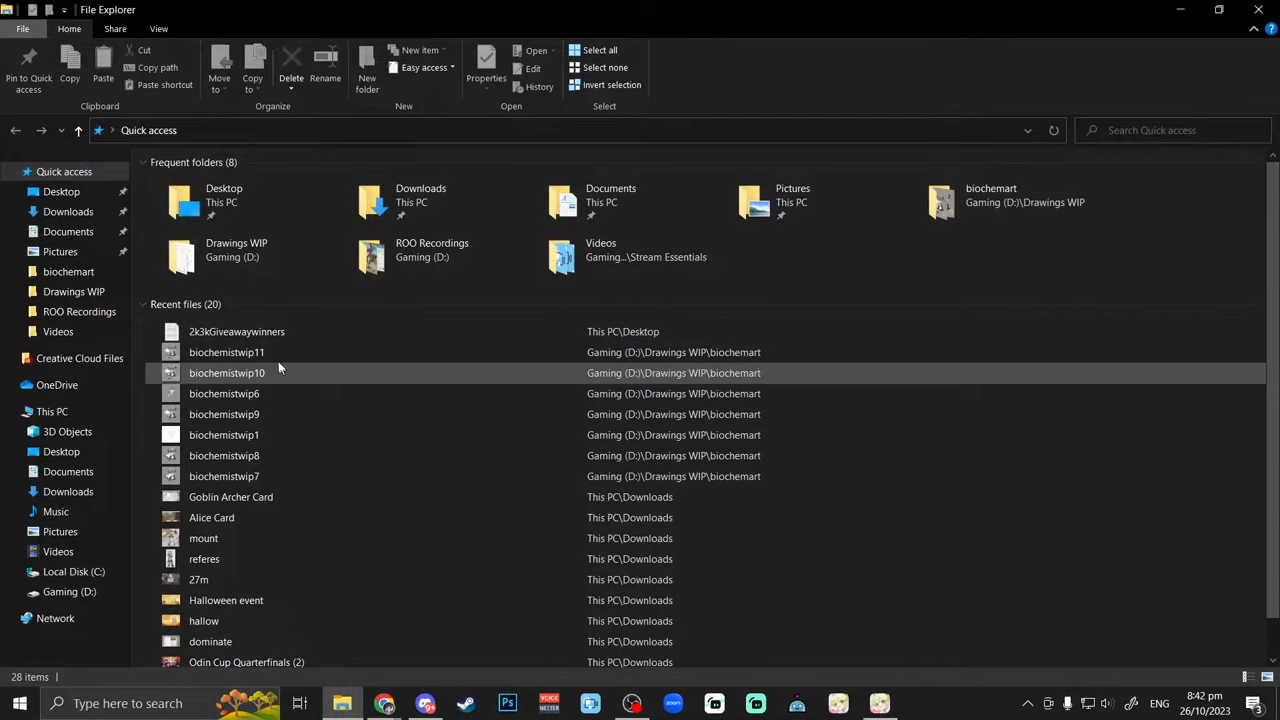 File Explorer
File Home Share View
Pin to Quick access
Copy
Paste
Cut
Copy path
Paste shortcut
Clipboard
Move to
Copy to
Delete
Rename
Organize
New folder
New item
Easy access
New
Properties
Open
Edit
History
Open
Select all
Select none
Invert selection
Select
Quick access
Search Quick access
Quick access
Desktop
Downloads
Documents
Pictures
biochemart
Drawings WIP
ROO Recordings
Videos
Creative Cloud Files
OneDrive
This PC
3D Objects
Desktop
Documents
Downloads
Music
Pictures
Videos
Local Disk (C:)
Gaming (D:)
Network
Frequent folders (8)
Desktop
This PC
Downloads
This PC
Documents
This PC
Pictures
This PC
biochemart
Gaming (D:)\Drawings WIP
Drawings WIP
Gaming (D:)
ROO Recordings
Gaming (D:)
Videos
Gaming...\Stream Essentials
Recent files (20)
2k3kGiveawaywinners This PC\Desktop
biochemistwip11 Gaming (D:)\Drawings WIP\biochemart
biochemistwip10 Gaming (D:)\Drawings WIP\biochemart
biochemistwip6 Gaming (D:)\Drawings WIP\biochemart
biochemistwip9 Gaming (D:)\Drawings WIP\biochemart
biochemistwip1 Gaming (D:)\Drawings WIP\biochemart
biochemistwip8 Gaming (D:)\Drawings WIP\biochemart
biochemistwip7 Gaming (D:)\Drawings WIP\biochemart
Goblin Archer Card This PC\Downloads
Alice Card This PC\Downloads
mount This PC\Downloads
referes This PC\Downloads
27m This PC\Downloads
Halloween event This PC\Downloads
hallow This PC\Downloads
dominate This PC\Downloads
Odin Cup Quarterfinals (2) This PC\Downloads
28 items
Type here to search
Ps
VOICE MEETER
zoom
ENG
8:42 pm
26/10/2023